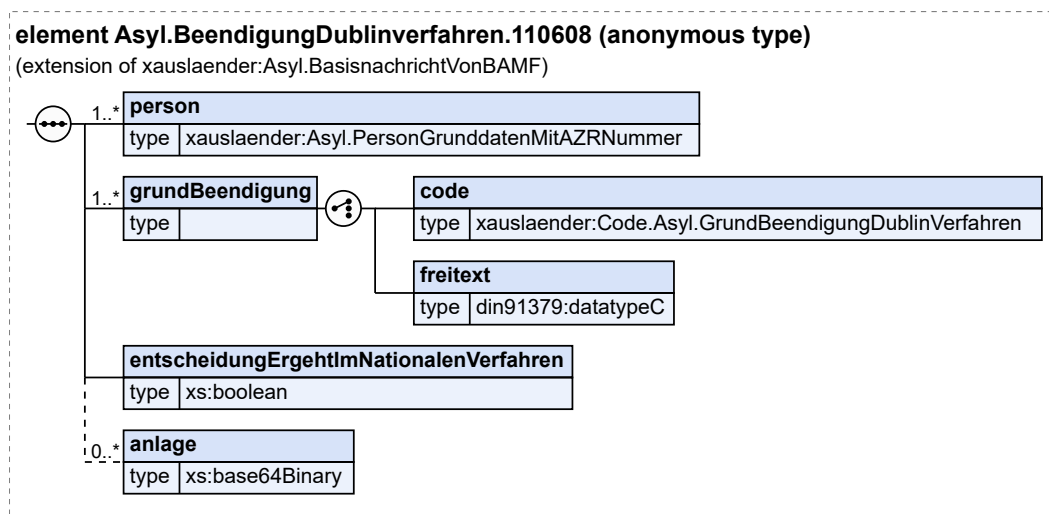 element Asyl.BeendigungDublinverfahren.110608 (anonymous type)
(extension of xauslaender:Asyl.BasisnachrichtVonBAMF)
1..* person
type xauslaender:Asyl.PersonGrunddatenMitAZRNummer
1..* grundBeendigung
type
code
type xauslaender:Code.Asyl.GrundBeendigungDublinVerfahren
freitext
type din91379:datatypeC
entscheidungErgehtImNationalenVerfahren
type xs:boolean
0..* anlage
type xs:base64Binary